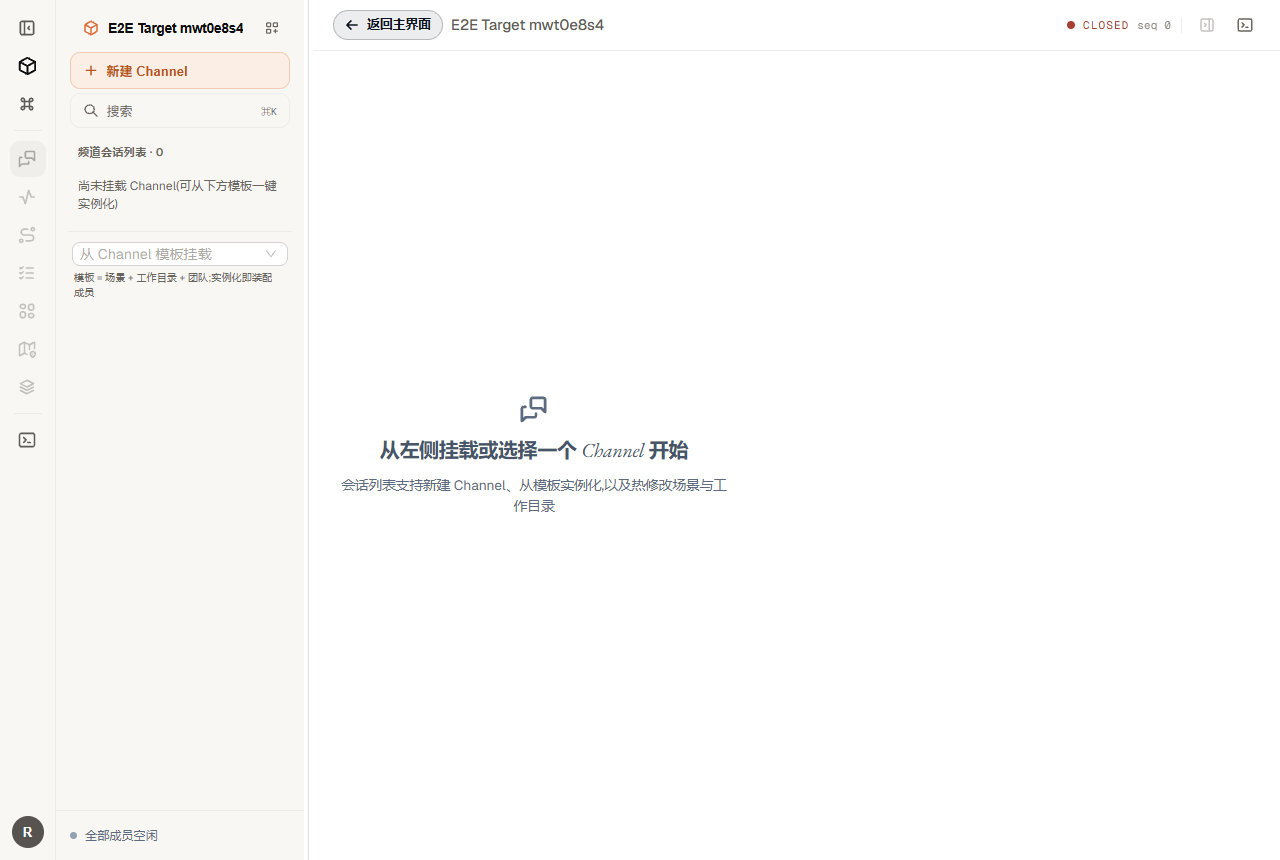 E2E Target mwt0e8s4
新建 Channel
搜索
⌘K
频道会话列表 · 0
尚未挂载 Channel(可从下方模板一键
实例化)
从 Channel 模板挂载
模板 = 场景 + 工作目录 + 团队;实例化即装配
成员
全部成员空闲
R
返回主界面
E2E Target mwt0e8s4
CLOSED
seq 0
从左侧挂载或选择一个 Channel 开始
会话列表支持新建 Channel、从模板实例化,以及热修改场景与工
作目录